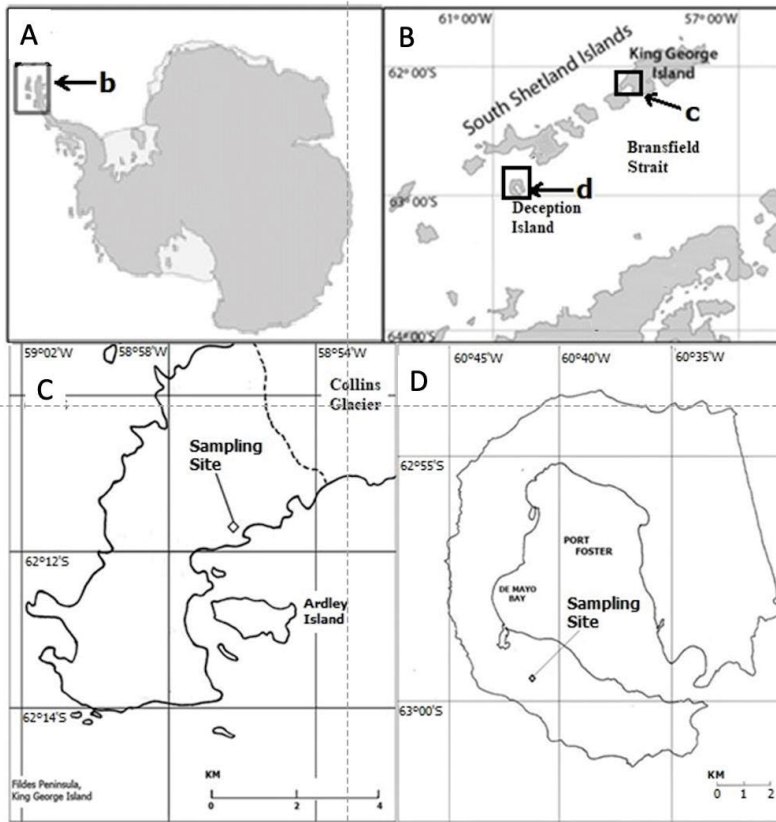 A
b
B
61° 00'W
57° 00'W
62° 00'S
63° 00'S
64° 00'S
South Shetland Islands
King George
Island
c
Bransfield
Strait
d
Deception
Island
C
59°02'W
58°58'W
58°54'W
62°12'S
62°14'S
Collins
Glacier
Sampling
Site
Ardley
Island
Fildes Peninsula,
King George Island
KM
0 2 4
D
60°45'W
60°40'W
60°35'W
62°55'S
63°00'S
PORT
FOSTER
DE MAYO
BAY
Sampling
Site
KM
0 1 2